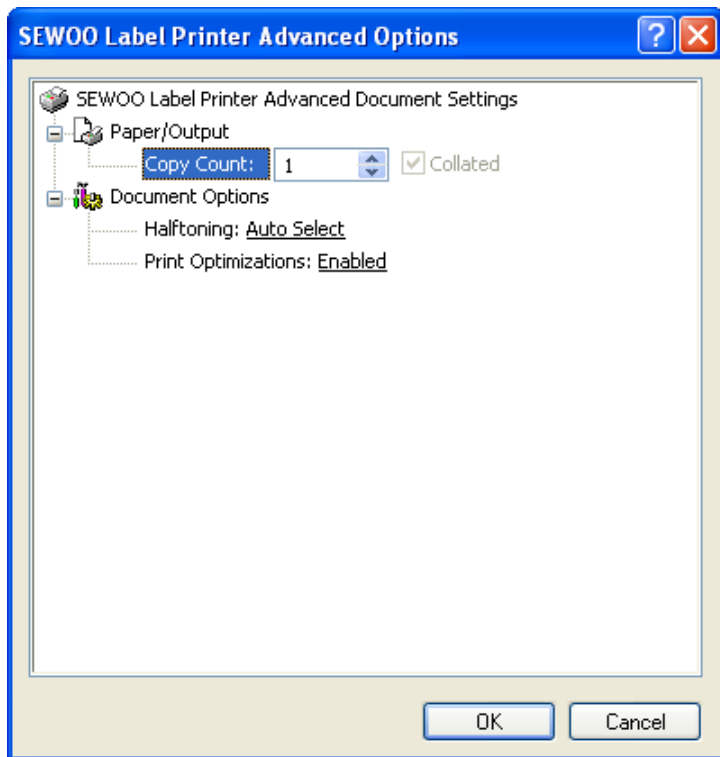 SEWOO Label Printer Advanced Options
SEWOO Label Printer Advanced Document Settings
Paper/Output
Copy Count: 1 Collated
Document Options
Halftoning: Auto Select
Print Optimizations: Enabled
OK Cancel